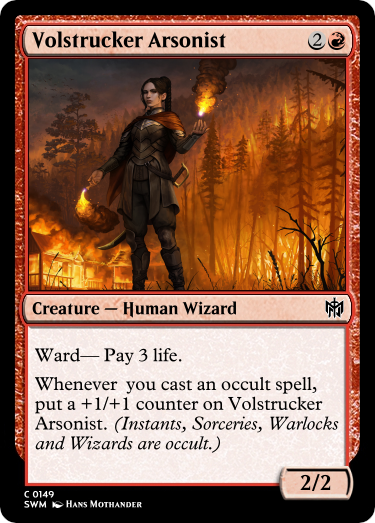 Volstrucker Arsonist 2
Creature — Human Wizard
Ward— Pay 3 life.
Whenever you cast an occult spell,
put a +1/+1 counter on Volstrucker
Arsonist. (Instants, Sorceries, Warlocks
and Wizards are occult.)
2/2
C 0149
SWM Hans Mothander